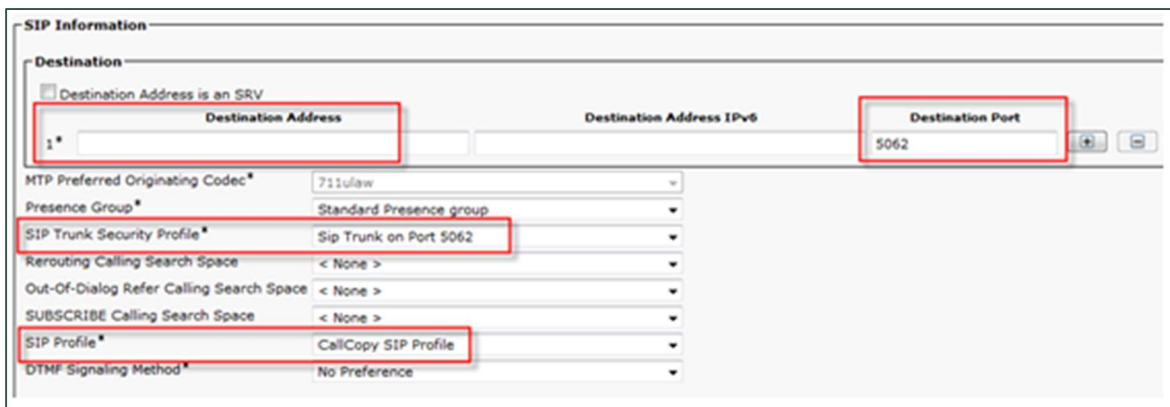 SIP Information
Destination
Destination Address is an SRV
Destination Address Destination Address IPv6 Destination Port
1* 5062
MTP Preferred Originating Codec* 711ulaw
Presence Group* Standard Presence group
SIP Trunk Security Profile* Sip Trunk on Port 5062
Rerouting Calling Search Space < None >
Out-Of-Dialog Refer Calling Search Space < None >
SUBSCRIBE Calling Search Space < None >
SIP Profile* CallCopy SIP Profile
DTMF Signaling Method* No Preference